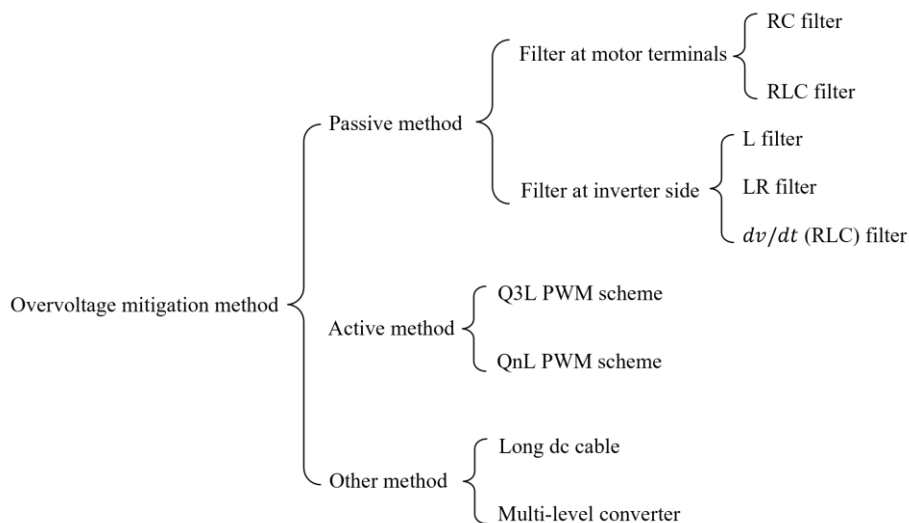 Overvoltage mitigation method
Passive method
Filter at motor terminals
RC filter
RLC filter
Filter at inverter side
L filter
LR filter
dv/dt (RLC) filter
Active method
Q3L PWM scheme
QnL PWM scheme
Other method
Long dc cable
Multi-level converter